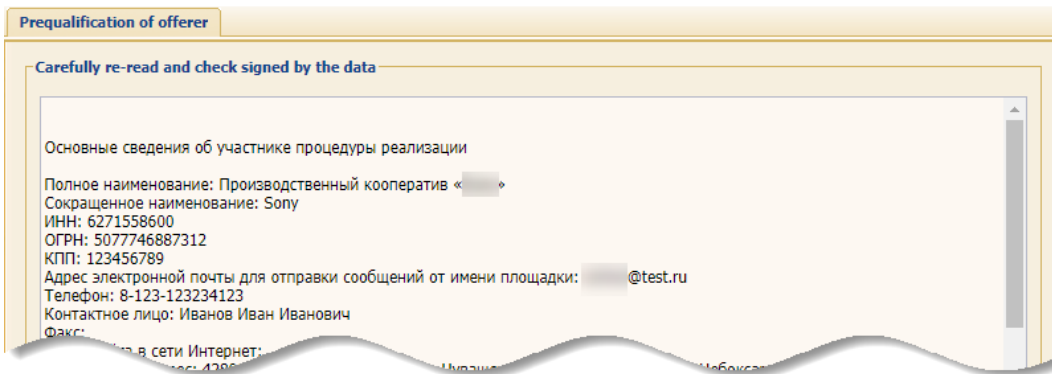 Prequalification of offerer
Carefully re-read and check signed by the data
Основные сведения об участнике процедуры реализации
Полное наименование: Производственный кооператив « »
Сокращенное наименование: Sony
ИНН: 6271558600
ОГРН: 5077746887312
КПП: 123456789
Адрес электронной почты для отправки сообщений от имени площадки: @test.ru
Телефон: 8-123-123234123
Контактное лицо: Иванов Иван Иванович
Факс:
в сети Интернет: